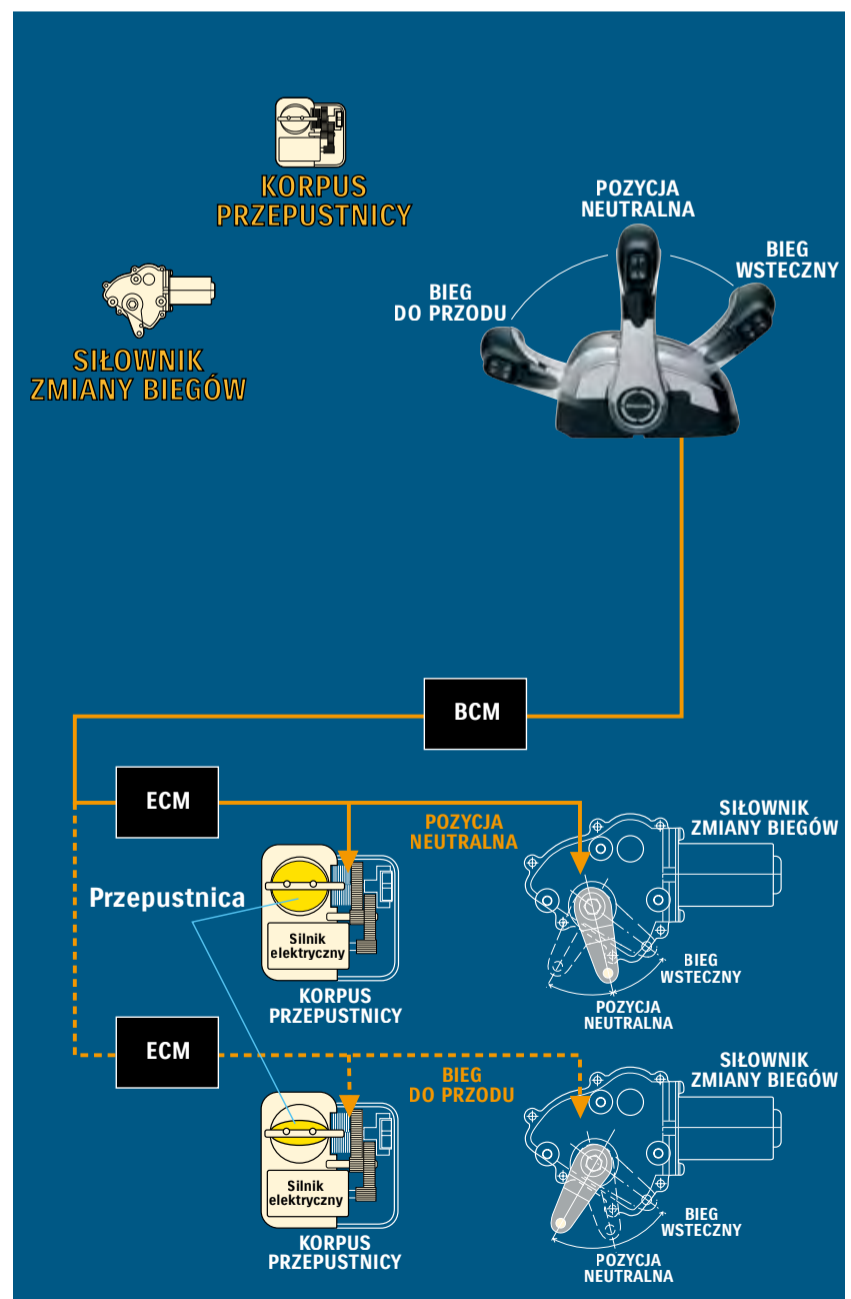 KORPUS
PRZEPUSTNICY
POZYCJA
NEUTRALNA
BIEG
WSTECZNY
BIEG
DO PRZODU
SIŁOWNIK
ZMIANY BIEGÓW
BCM
ECM
POZYCJA
NEUTRALNA
SIŁOWNIK
ZMIANY BIEGÓW
Przepustnica
Silnik
elektryczny
BIEG
WSTECZNY
KORPUS
PRZEPUSTNICY
POZYCJA
NEUTRALNA
ECM
BIEG
DO PRZODU
SIŁOWNIK
ZMIANY BIEGÓW
Silnik
elektryczny
BIEG
WSTECZNY
KORPUS
PRZEPUSTNICY
POZYCJA
NEUTRALNA